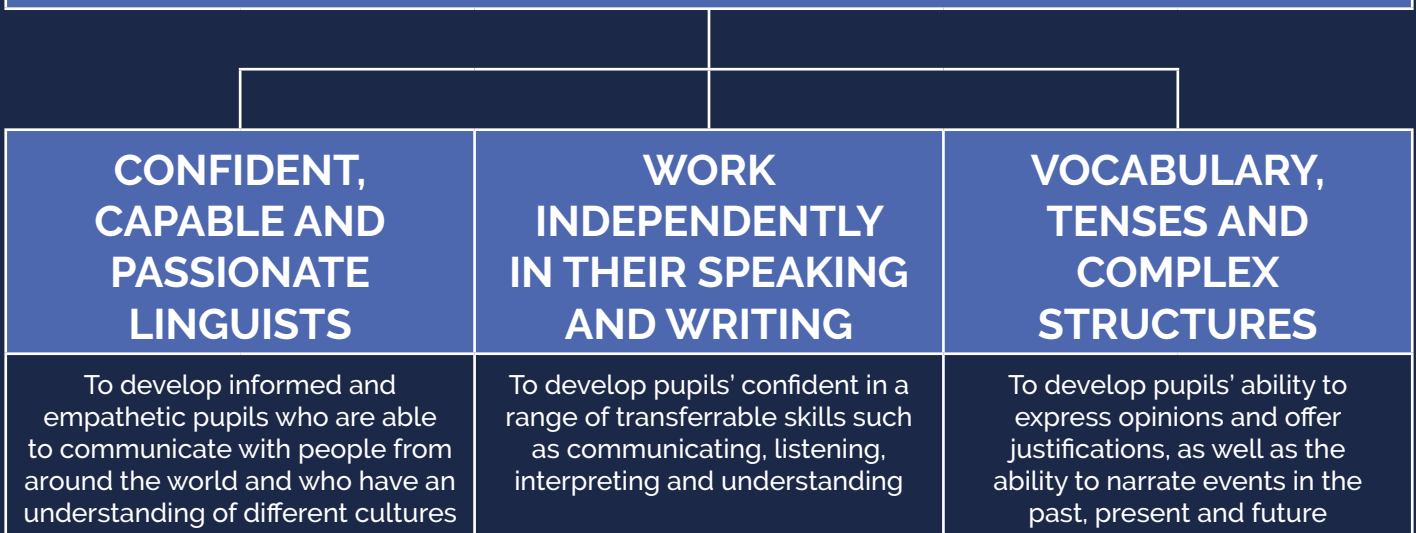 CONFIDENT,
CAPABLE AND
PASSIONATE
LINGUISTS
To develop informed and
empathetic pupils who are able
to communicate with people from
around the world and who have an
understanding of different cultures
WORK
INDEPENDENTLY
IN THEIR SPEAKING
AND WRITING
To develop pupils’ confident in a
range of transferrable skills such
as communicating, listening,
interpreting and understanding
VOCABULARY,
TENSES AND
COMPLEX
STRUCTURES
To develop pupils’ ability to
express opinions and offer
justifications, as well as the
ability to narrate events in the
past, present and future